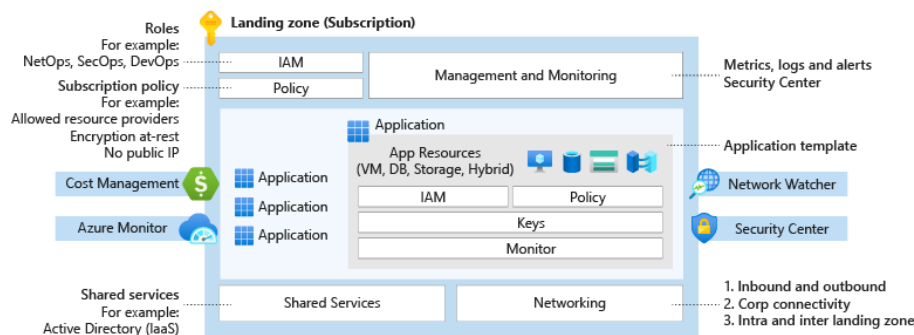 Landing zone (Subscription)
Roles
For example:
NetOps, SecOps, DevOps
Subscription policy
For example:
Allowed resource providers
Encryption at-rest
No public IP
Cost Management
Azure Monitor
Shared services
For example:
Active Directory (IaaS)
IAM
Policy
Management and Monitoring
Application
Application
Application
Application
App Resources
(VM, DB, Storage, Hybrid)
IAM
Policy
Keys
Monitor
Shared Services
Networking
Metrics, logs and alerts
Security Center
Application template
Network Watcher
Security Center
1. Inbound and outbound
2. Corp connectivity
3. Intra and inter landing zone